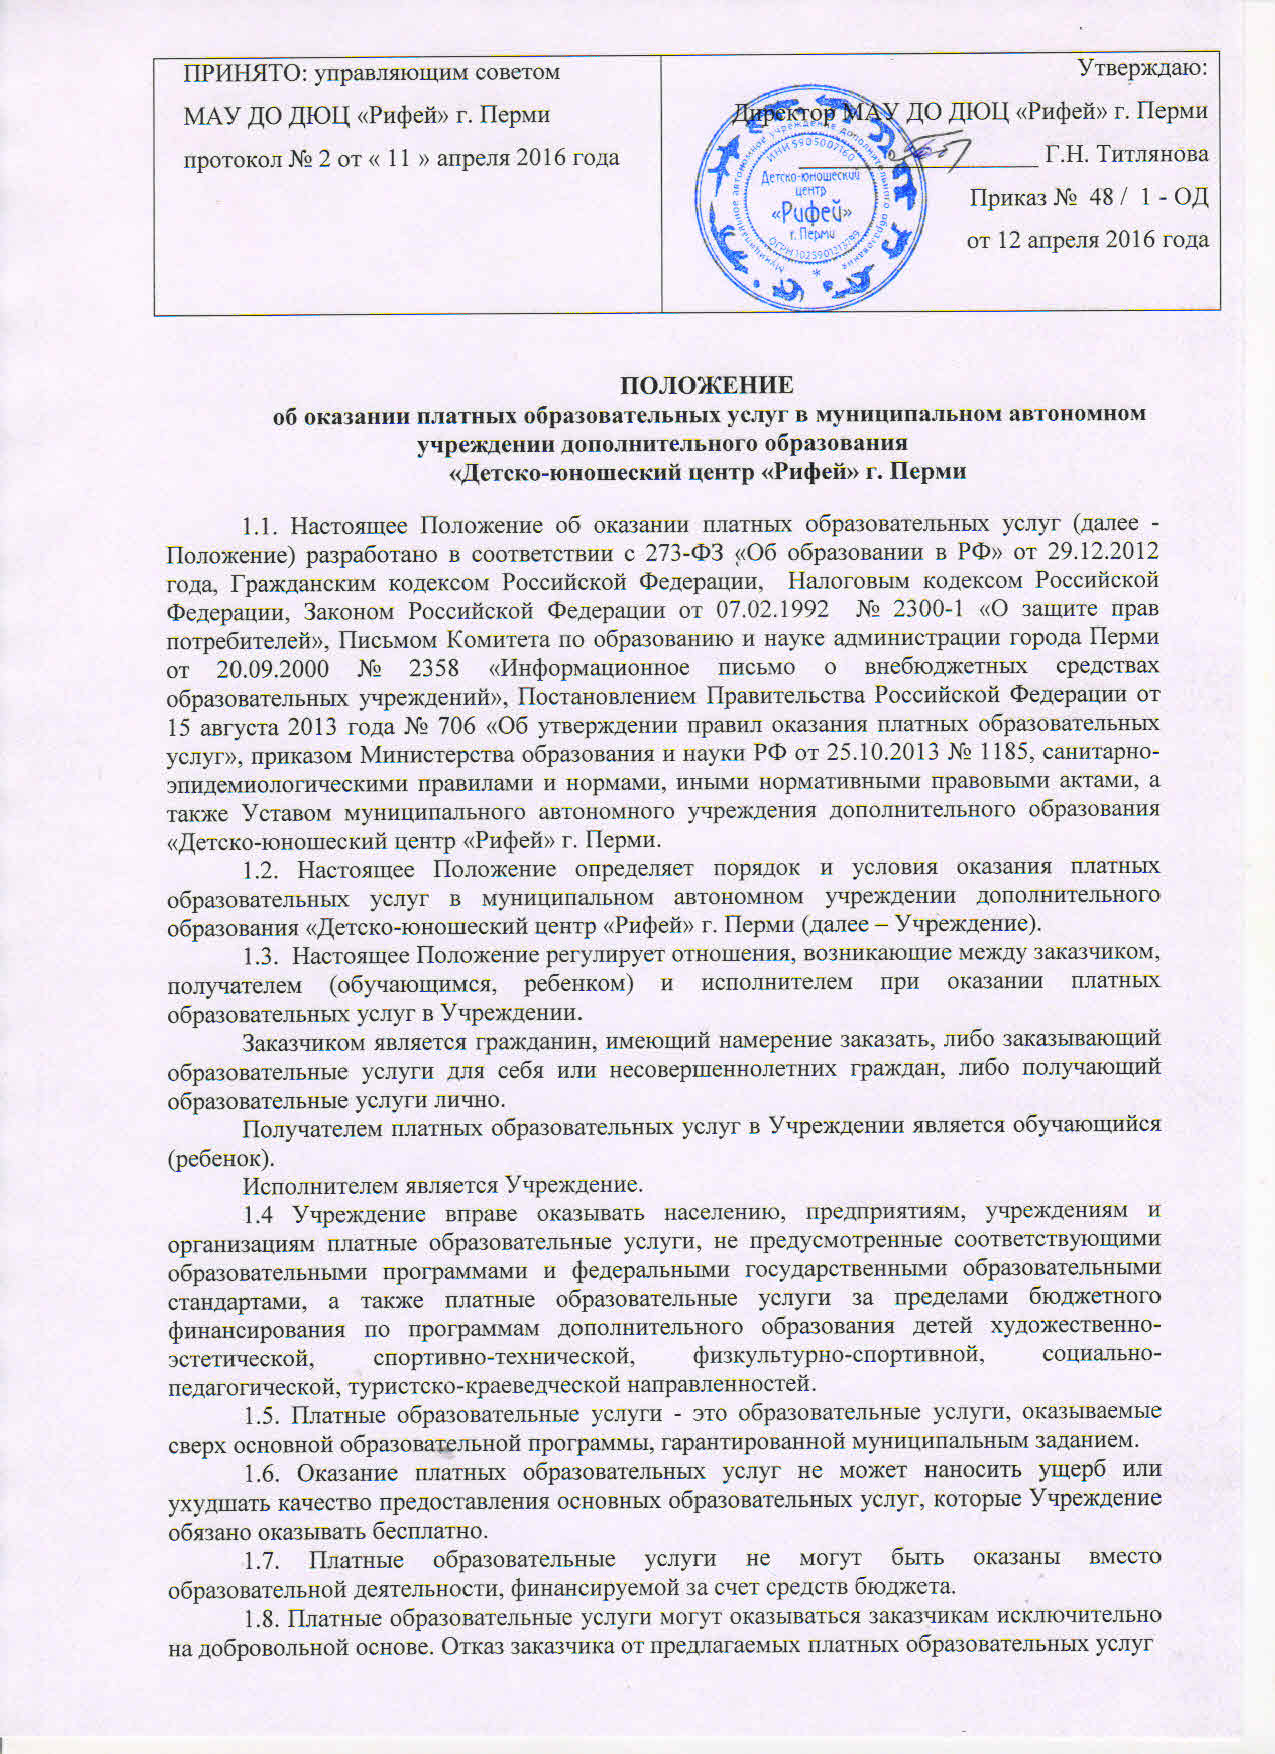 ПРИНЯТО: управляющим советом
МАУ ДО ДЮЦ «Рифей» г. Перми
протокол № 2 от « 11 » апреля 2016 года
Утверждаю:
Директор МАУ ДО ДЮЦ «Рифей» г. Перми
Г.Н. Титлянова
Приказ № 48 / 1 - ОД
от 12 апреля 2016 года
Муниципальное автономное учреждение дополнительного образования
ИНН 5905007160
Детско-юношеский
центр
«Рифей»
г. Перми
ПОЛОЖЕНИЕ
об оказании платных образовательных услуг в муниципальном автономном
учреждении дополнительного образования
«Детско-юношеский центр «Рифей» г. Перми
1.1. Настоящее Положение об оказании платных образовательных услуг (далее -
Положение) разработано в соответствии с 273-ФЗ «Об образовании в РФ» от 29.12.2012
года, Гражданским кодексом Российской Федерации, Налоговым кодексом Российской
Федерации, Законом Российской Федерации от 07.02.1992 № 2300-1 «О защите прав
потребителей», Письмом Комитета по образованию и науке администрации города Перми
от 20.09.2000 № 2358 «Информационное письмо о внебюджетных средствах
образовательных учреждений», Постановлением Правительства Российской Федерации от
15 августа 2013 года № 706 «Об утверждении правил оказания платных образовательных
услуг», приказом Министерства образования и науки РФ от 25.10.2013 № 1185, санитарно-
эпидемиологическими правилами и нормами, иными нормативными правовыми актами, а
также Уставом муниципального автономного учреждения дополнительного образования
«Детско-юношеский центр «Рифей» г. Перми.
1.2. Настоящее Положение определяет порядок и условия оказания платных
образовательных услуг в муниципальном автономном учреждении дополнительного
образования «Детско-юношеский центр «Рифей» г. Перми (далее – Учреждение).
1.3. Настоящее Положение регулирует отношения, возникающие между заказчиком,
получателем (обучающимся, ребенком) и исполнителем при оказании платных
образовательных услуг в Учреждении.
Заказчиком является гражданин, имеющий намерение заказать, либо заказывающий
образовательные услуги для себя или несовершеннолетних граждан, либо получающий
образовательные услуги лично.
Получателем платных образовательных услуг в Учреждении является обучающийся
(ребенок).
Исполнителем является Учреждение.
1.4 Учреждение вправе оказывать населению, предприятиям, учреждениям и
организациям платные образовательные услуги, не предусмотренные соответствующими
образовательными программами и федеральными государственными образовательными
стандартами, а также платные образовательные услуги за пределами бюджетного
финансирования по программам дополнительного образования детей художественно-
эстетической, спортивно-технической, физкультурно-спортивной, социально-
педагогической, туристско-краеведческой направленностей.
1.5. Платные образовательные услуги - это образовательные услуги, оказываемые
сверх основной образовательной программы, гарантированной муниципальным заданием.
1.6. Оказание платных образовательных услуг не может наносить ущерб или
ухудшать качество предоставления основных образовательных услуг, которые Учреждение
обязано оказывать бесплатно.
1.7. Платные образовательные услуги не могут быть оказаны вместо
образовательной деятельности, финансируемой за счет средств бюджета.
1.8. Платные образовательные услуги могут оказываться заказчикам исключительно
на добровольной основе. Отказ заказчика от предлагаемых платных образовательных услуг